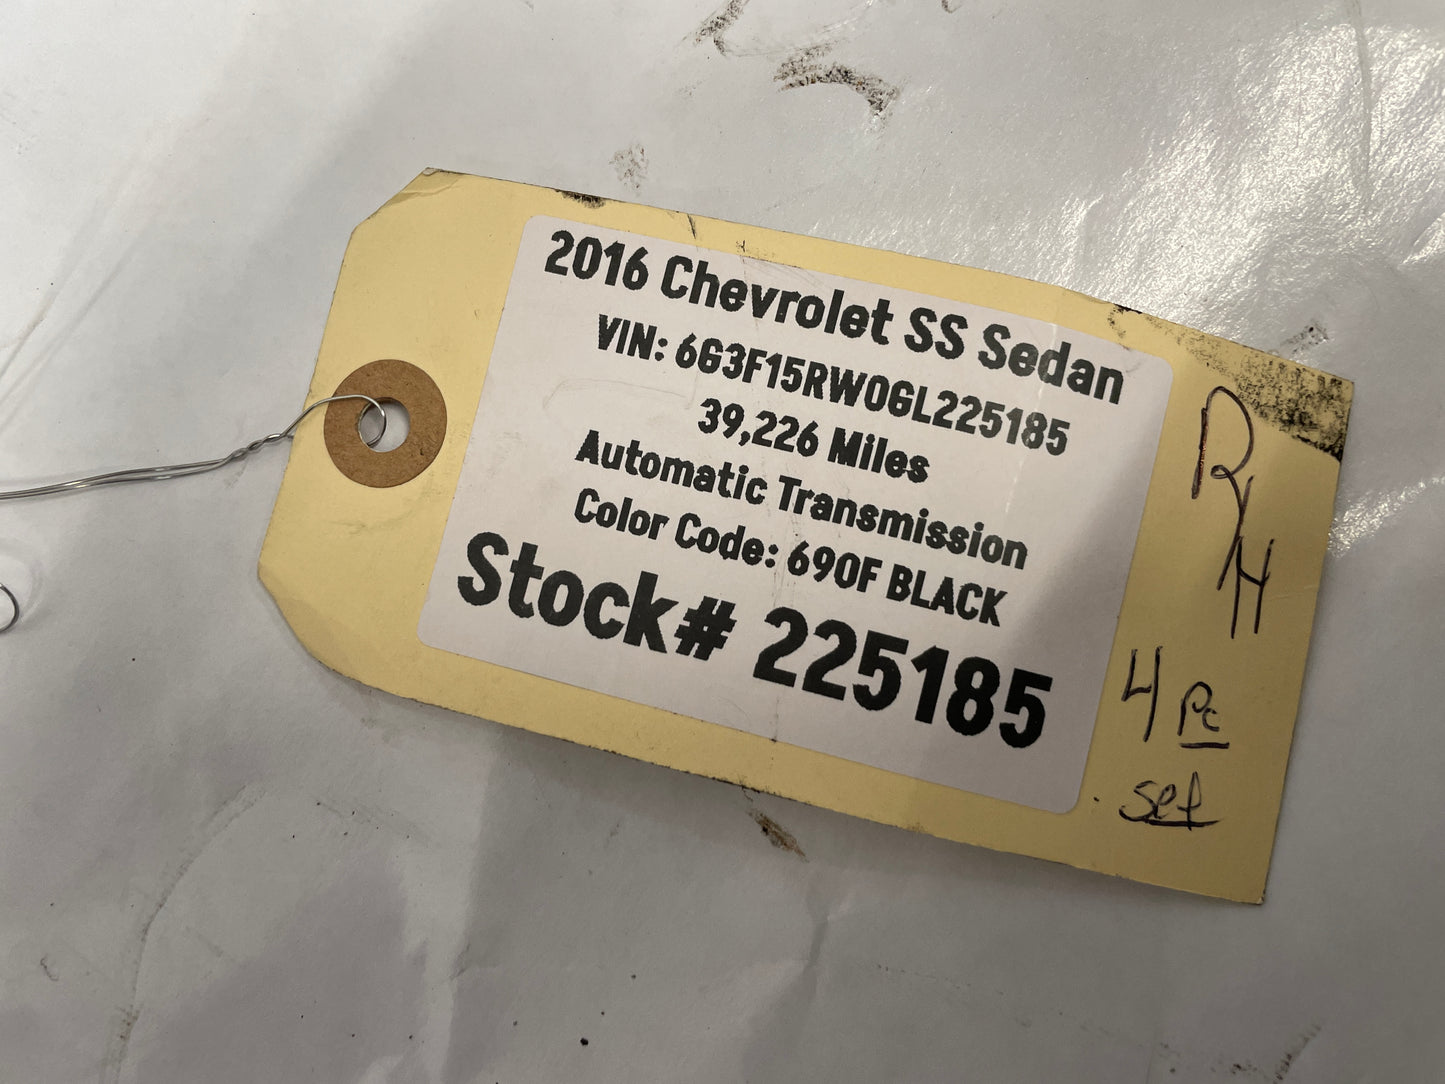 2016 Chevrolet SS Sedan
VIN: 6G3F15RW0GL225185
39,226 Miles
Automatic Transmission
Color Code: 690F BLACK
Stock# 225185
R/H
4 Pc
set